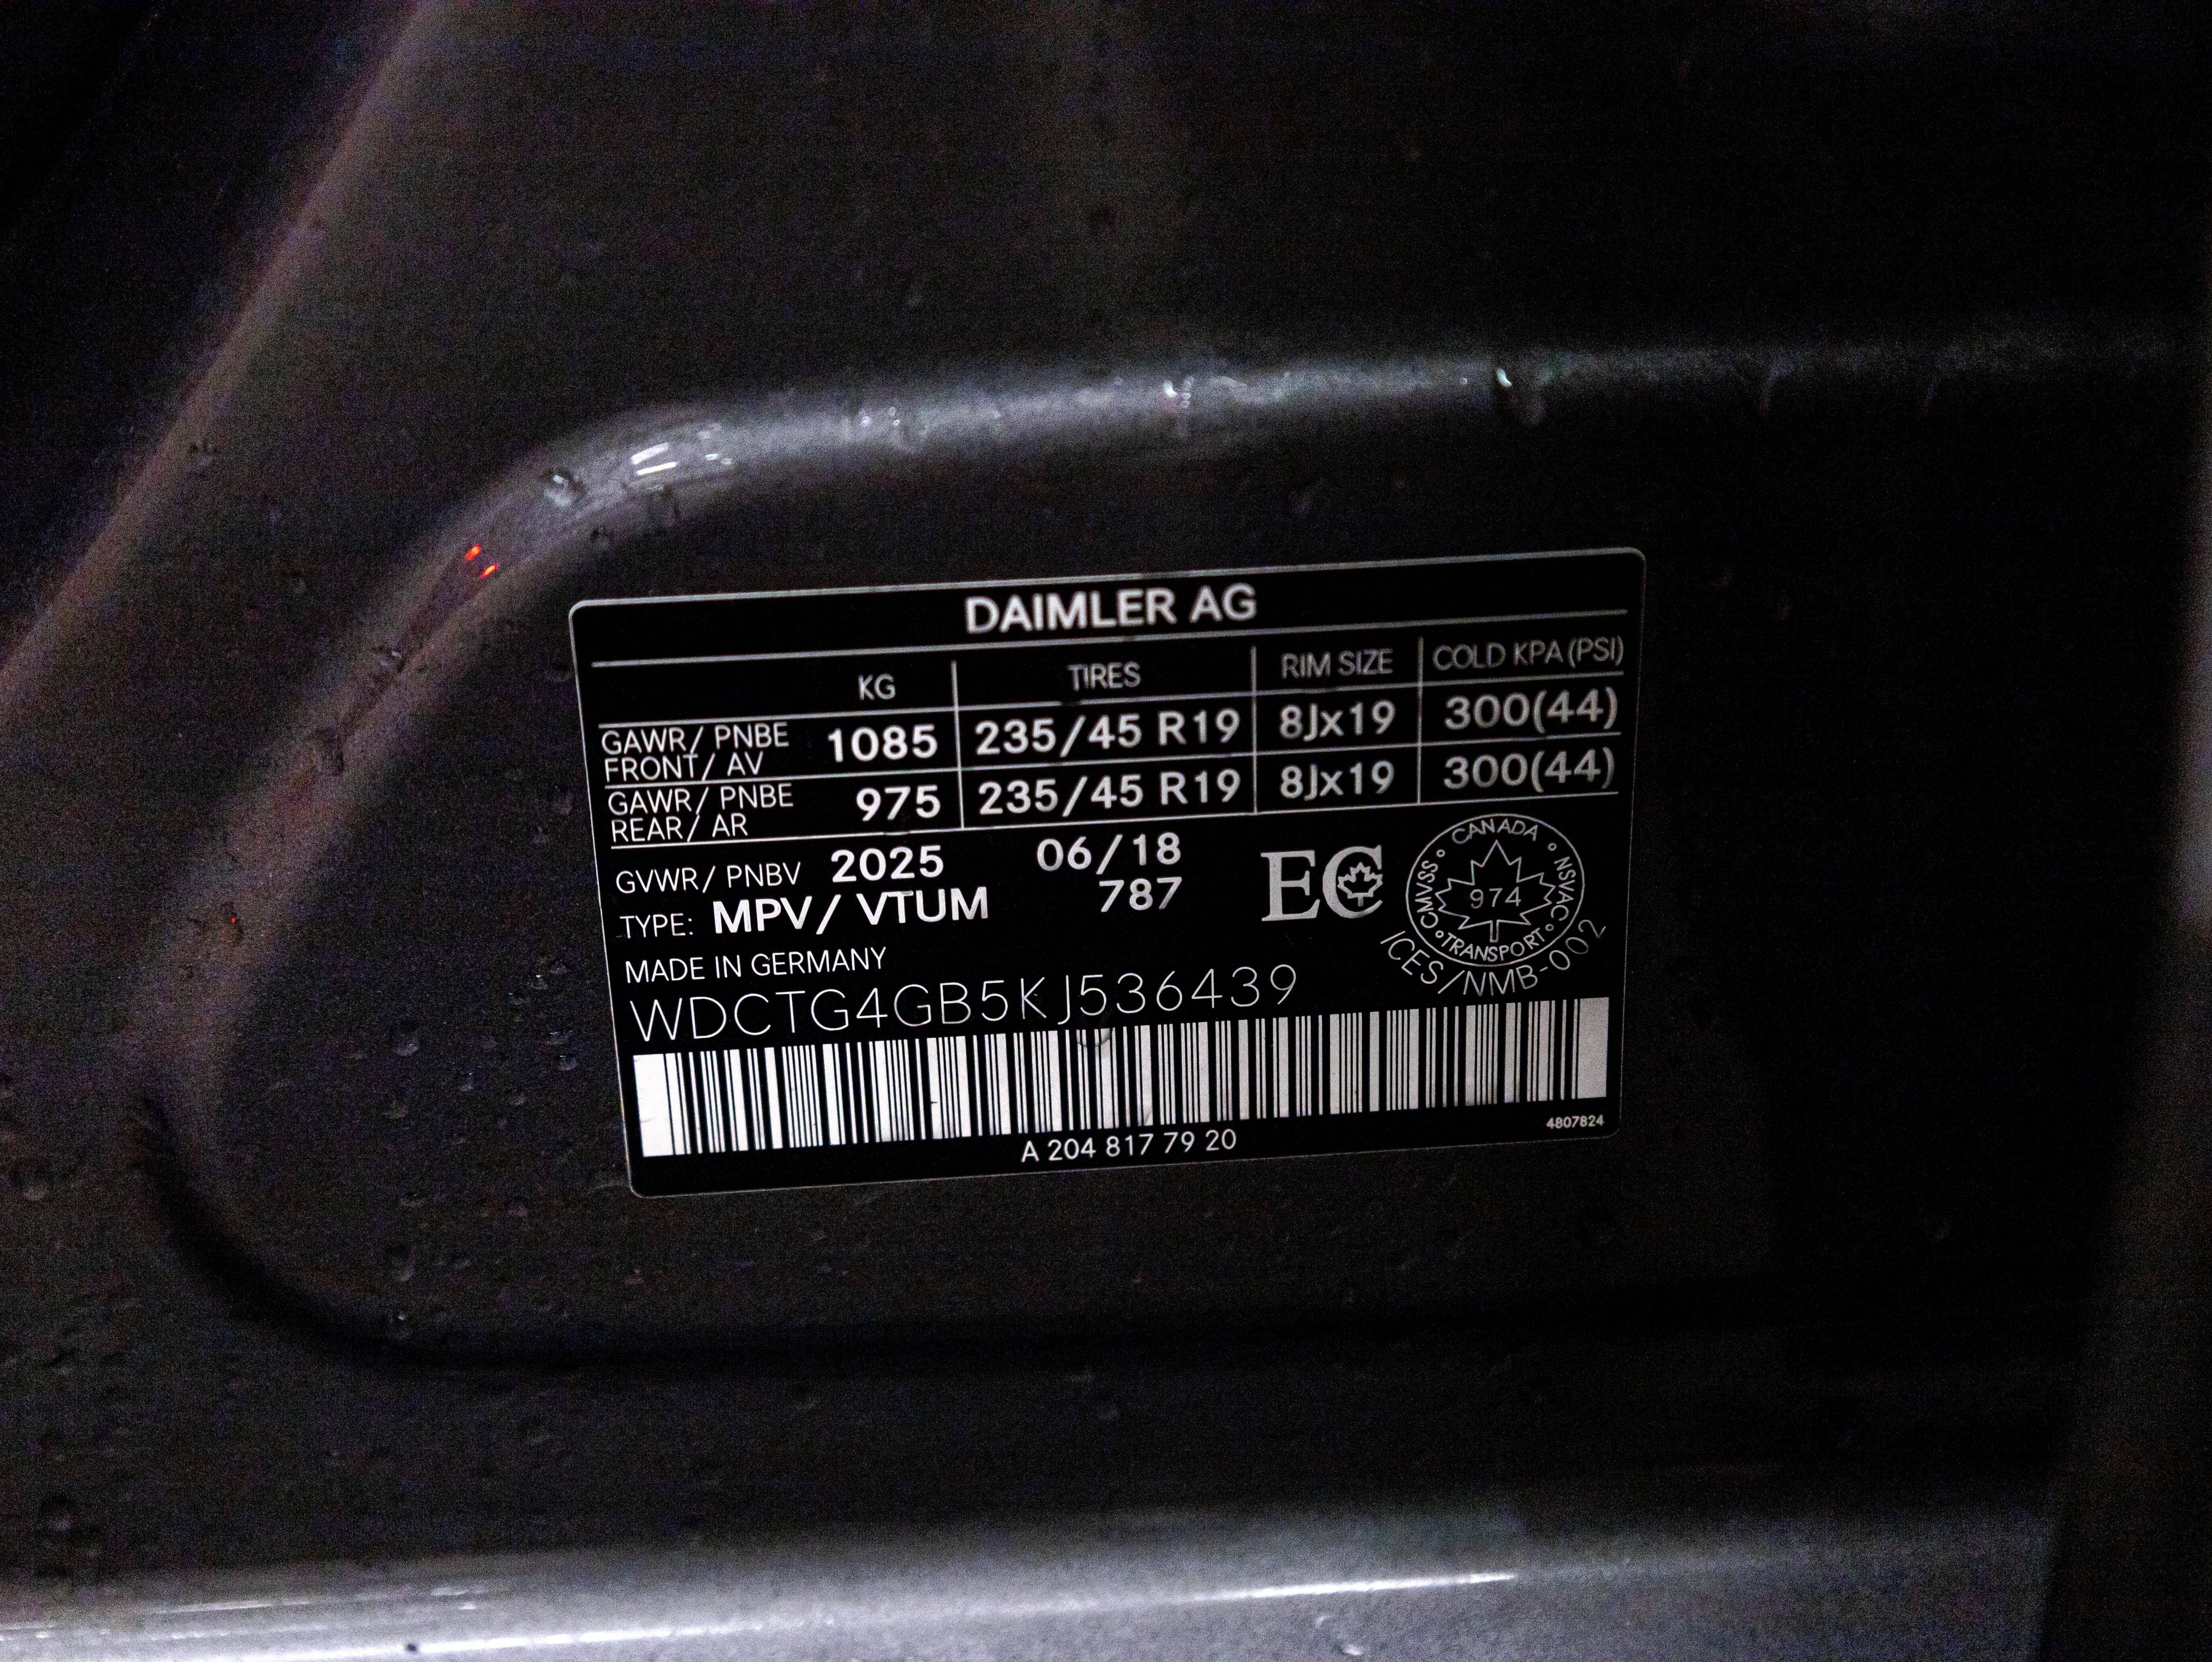 DAIMLER AG
KG TIRES RIM SIZE COLD KPA (PSI)
GAWR/ PNBE FRONT/ AV 1085 235/45 R19 8Jx19 300(44)
GAWR/ PNBE REAR/ AR 975 235/45 R19 8Jx19 300(44)
GVWR/ PNBV 2025 06/18
TYPE: MPV/ VTUM 787
EC
CANADA NSVAC TRANSPORT CMVSS
974
ICES/NMB-002
MADE IN GERMANY
WDCTG4GB5KJ536439
A 204 817 79 20
4807824